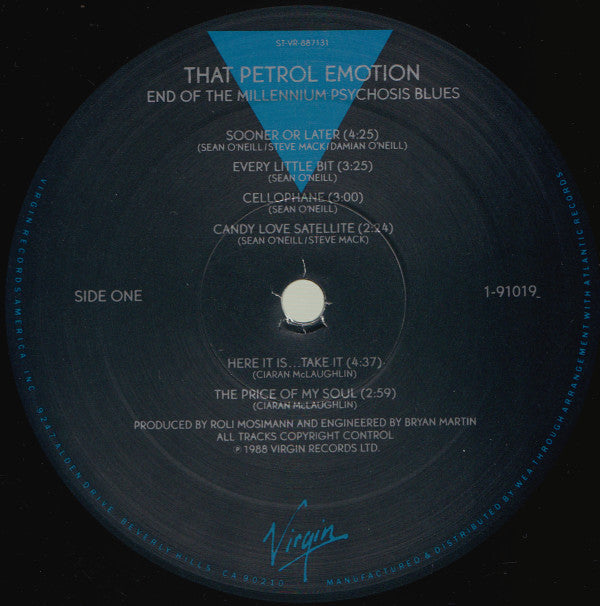 ST-VR-887131
THAT PETROL EMOTION
END OF THE MILLENNIUM PSYCHOSIS BLUES
SOONER OR LATER (4:25)
(SEAN O'NEILL/STEVE MACK/DAMIAN O'NEILL)
EVERY LITTLE BIT (3:25)
(SEAN O'NEILL)
CELLOPHANE (3:00)
(SEAN O'NEILL)
CANDY LOVE SATELLITE (2:24)
(SEAN O'NEILL/STEVE MACK)
SIDE ONE
1-91019
HERE IT IS...TAKE IT (4:37)
(CIARAN McLAUGHLIN)
THE PRICE OF MY SOUL (2:59)
(CIARAN McLAUGHLIN)
PRODUCED BY ROLI MOSIMANN AND ENGINEERED BY BRYAN MARTIN
ALL TRACKS COPYRIGHT CONTROL
℗ 1988 VIRGIN RECORDS LTD.
Virgin
VIRGIN RECORDS AMERICA, INC. 9247 ALDEN DRIVE, BEVERLY HILLS, CA 90210
MANUFACTURED & DISTRIBUTED BY WEA THROUGH ARRANGEMENT WITH ATLANTIC RECORDS